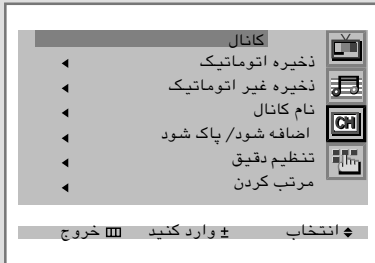 کانال
ذخیره اتوماتیک
ذخیره غیر اتوماتیک
نام کانال
اضافه شود/ پاک شود
تنظیم دقیق
مرتب کردن
CH
انتخاب ± وارد کنید خروج